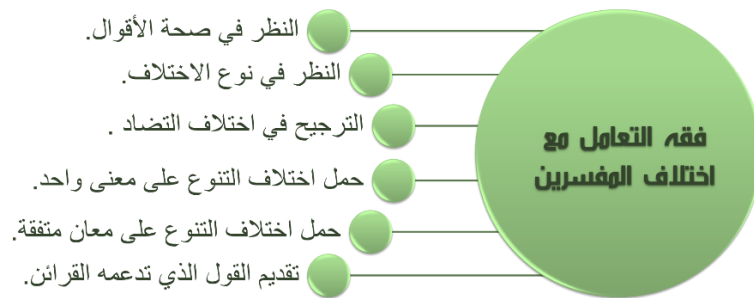 فقه التعامل مع
اختلاف المفسرين
النظر في صحة الأقوال.
النظر في نوع الاختلاف.
الترجيح في اختلاف التضاد .
حمل اختلاف التنوع على معنى واحد.
حمل اختلاف التنوع على معان متفقة.
تقديم القول الذي تدعمه القرائن.